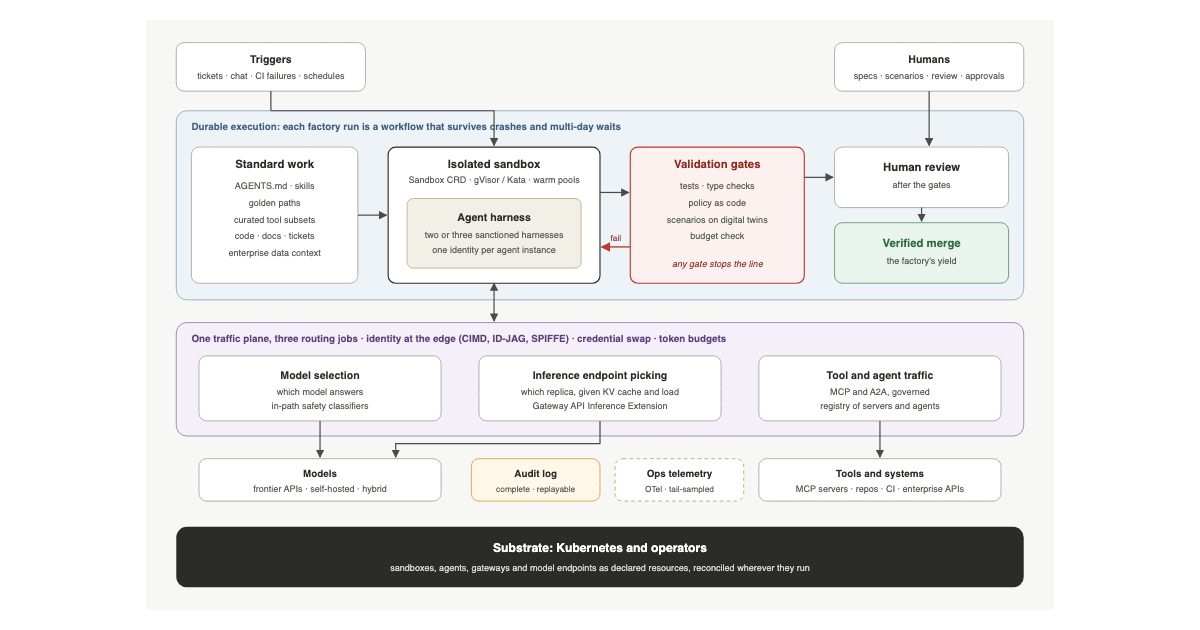 Triggers
tickets · chat · CI failures · schedules
Humans
specs · scenarios · review · approvals
Durable execution: each factory run is a workflow that survives crashes and multi-day waits
Standard work
AGENTS.md · skills
golden paths
curated tool subsets
code · docs · tickets
enterprise data context
Isolated sandbox
Sandbox CRD · gVisor / Kata · warm pools
Agent harness
two or three sanctioned harnesses
one identity per agent instance
Validation gates
tests · type checks
policy as code
scenarios on digital twins
budget check
any gate stops the line
fail
Human review
after the gates
Verified merge
the factory's yield
One traffic plane, three routing jobs · identity at the edge (CIMD, ID-JAG, SPIFFE) · credential swap · token budgets
Model selection
which model answers
in-path safety classifiers
Inference endpoint picking
which replica, given KV cache and load
Gateway API Inference Extension
Tool and agent traffic
MCP and A2A, governed
registry of servers and agents
Models
frontier APIs · self-hosted · hybrid
Audit log
complete · replayable
Ops telemetry
OTel · tail-sampled
Tools and systems
MCP servers · repos · CI · enterprise APIs
Substrate: Kubernetes and operators
sandboxes, agents, gateways and model endpoints as declared resources, reconciled wherever they run